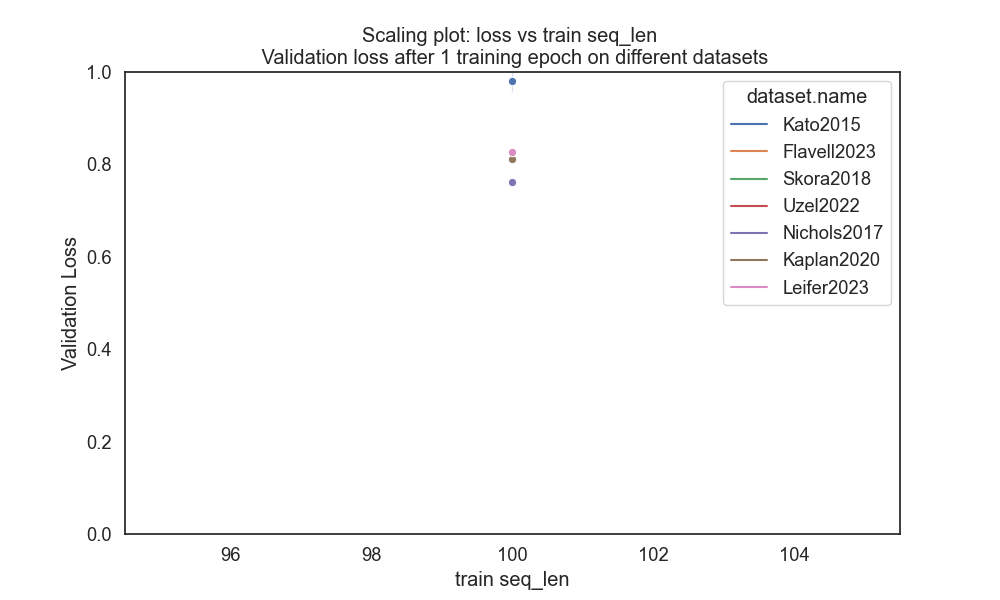 Scaling plot: loss vs train seq_len
Validation loss after 1 training epoch on different datasets
1.0
0.8
0.6
0.4
0.2
0.0
Validation Loss
dataset.name
Kato2015
Flavell2023
Skora2018
Uzel2022
Nichols2017
Kaplan2020
Leifer2023
96
98
100
102
104
train seq_len